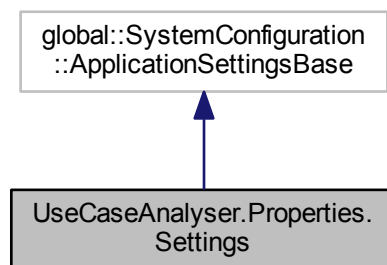 global::SystemConfiguration
::ApplicationSettingsBase
UseCaseAnalyser.Properties.
Settings